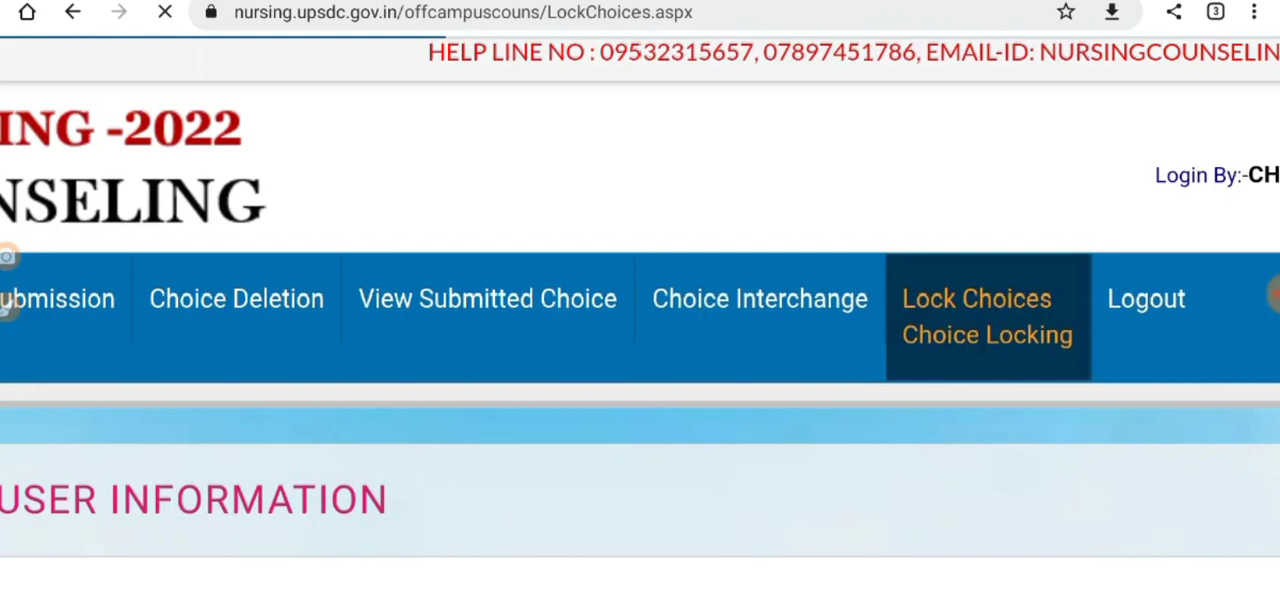 nursing.upsdc.gov.in/offcampuscouns/LockChoices.aspx
3
HELP LINE NO : 09532315657, 07897451786, EMAIL-ID: NURSINGCOUNSELIN
ING -2022
NSELING
Login By:-CH
ubmission
Choice Deletion
View Submitted Choice
Choice Interchange
Lock Choices
Choice Locking
Logout
USER INFORMATION